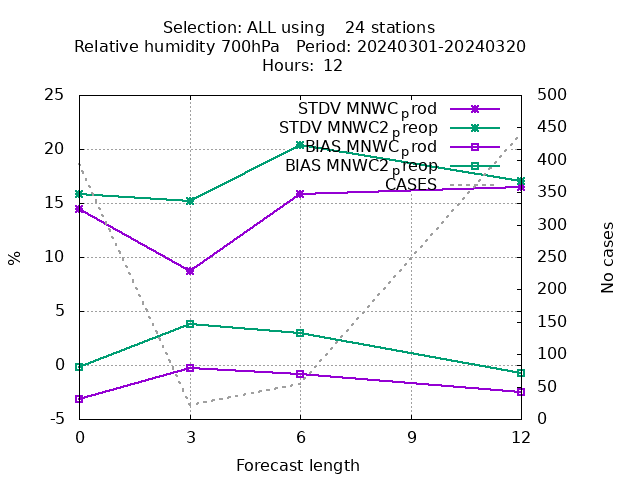 Selection: ALL using    24 stations
Relative humidity 700hPa   Period: 20240301-20240320
Hours:  12
25
20
15
10
5
0
-5
500
450
400
350
300
250
200
150
100
50
0
STDV MNWC_prod
STDV MNWC2_preop
BIAS MNWC_prod
BIAS MNWC2_preop
CASES
%
No cases
0 3 6 9 12
Forecast length